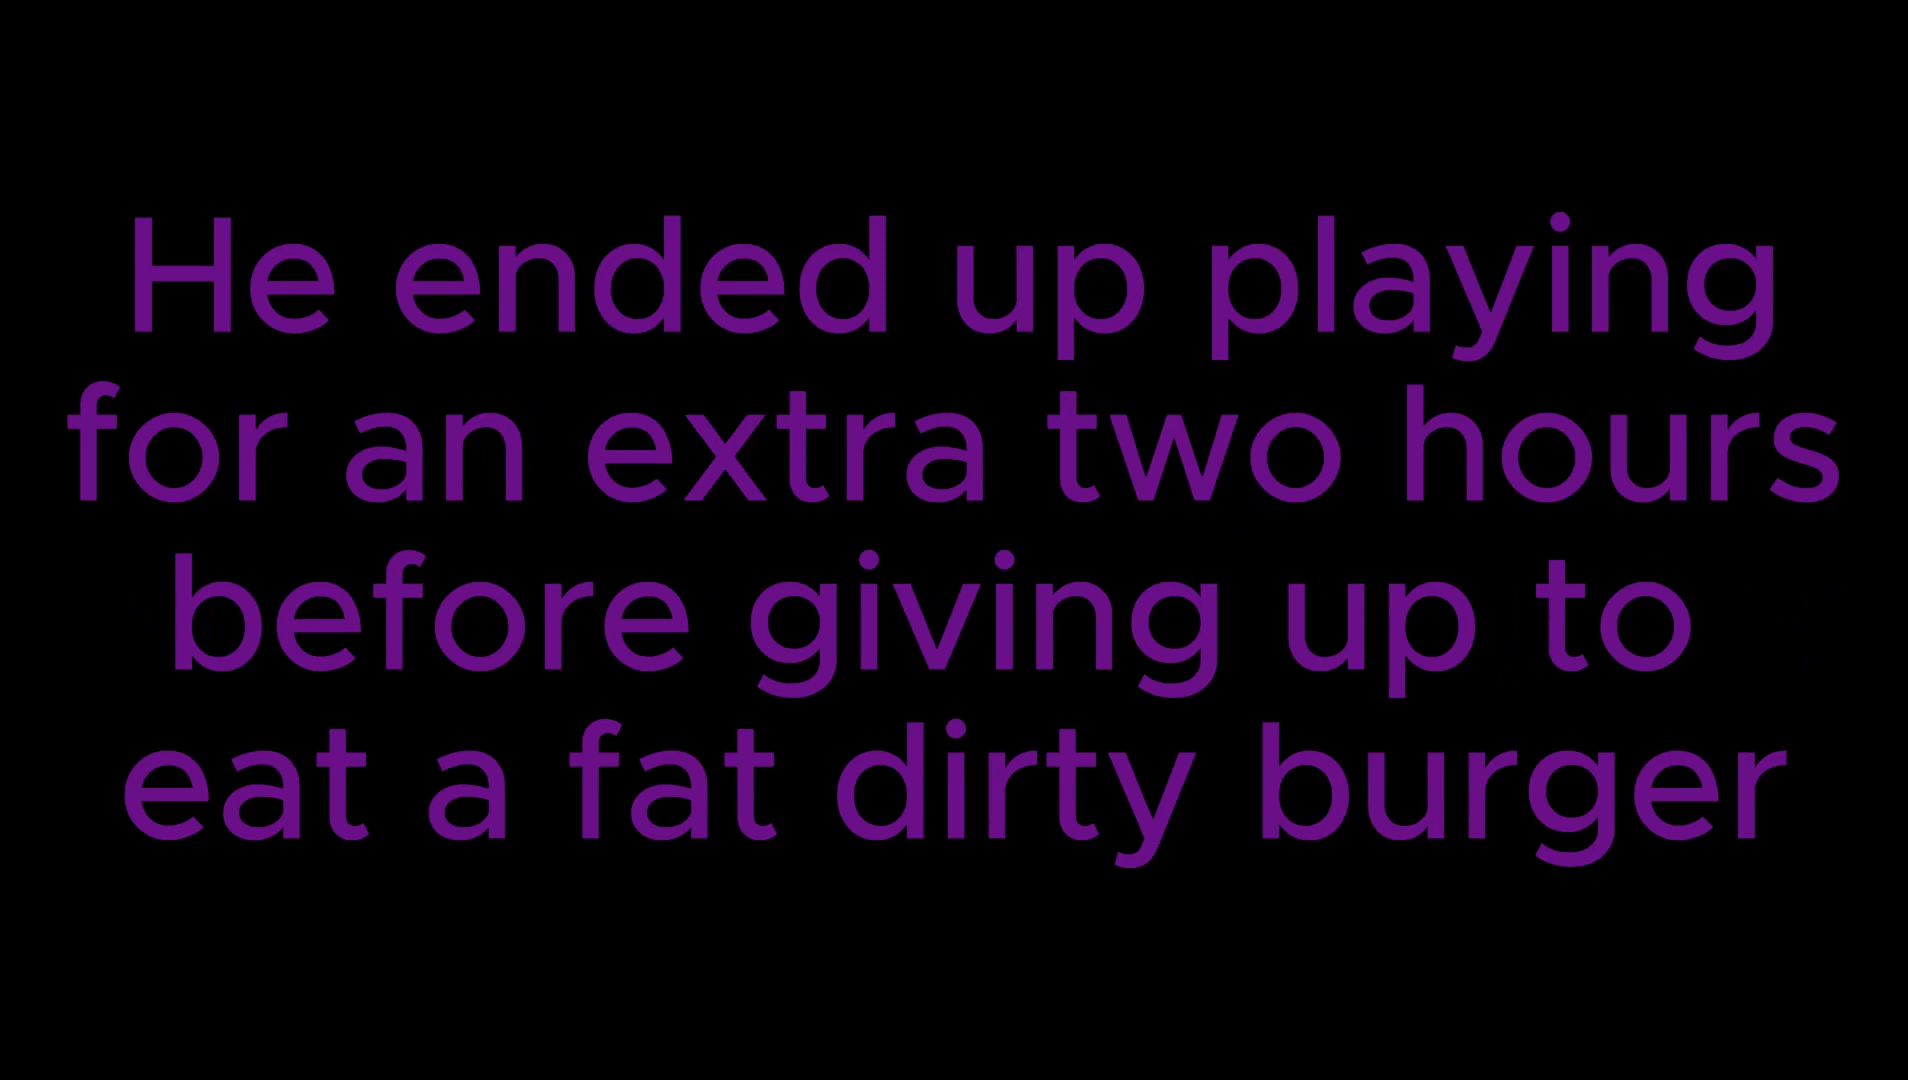 He ended up playing
for an extra two hours
before giving up to
eat a fat dirty burger